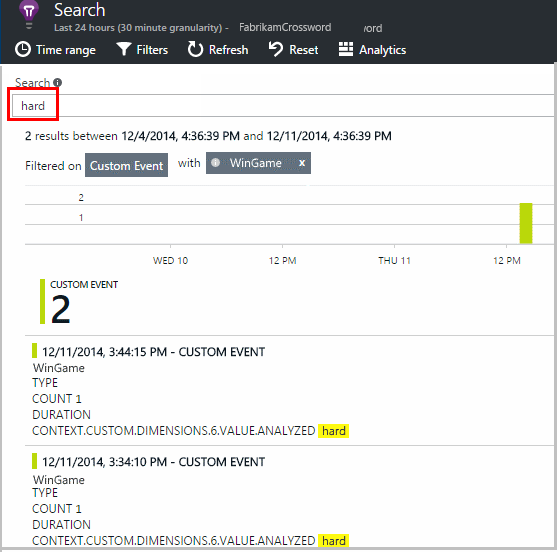 Search
Last 24 hours (30 minute granularity) - FabrikamCrossword vord
Time range Filters Refresh Reset Analytics
Search
hard
2 results between 12/4/2014, 4:36:39 PM and 12/11/2014, 4:36:39 PM
Filtered on Custom Event with WinGame x
2
1
WED 10 12 PM THU 11 12 PM
CUSTOM EVENT
2
12/11/2014, 3:44:15 PM - CUSTOM EVENT
WinGame
TYPE
COUNT 1
DURATION
CONTEXT.CUSTOM.DIMENSIONS.6.VALUE.ANALYZED hard
12/11/2014, 3:34:10 PM - CUSTOM EVENT
WinGame
TYPE
COUNT 1
DURATION
CONTEXT.CUSTOM.DIMENSIONS.6.VALUE.ANALYZED hard